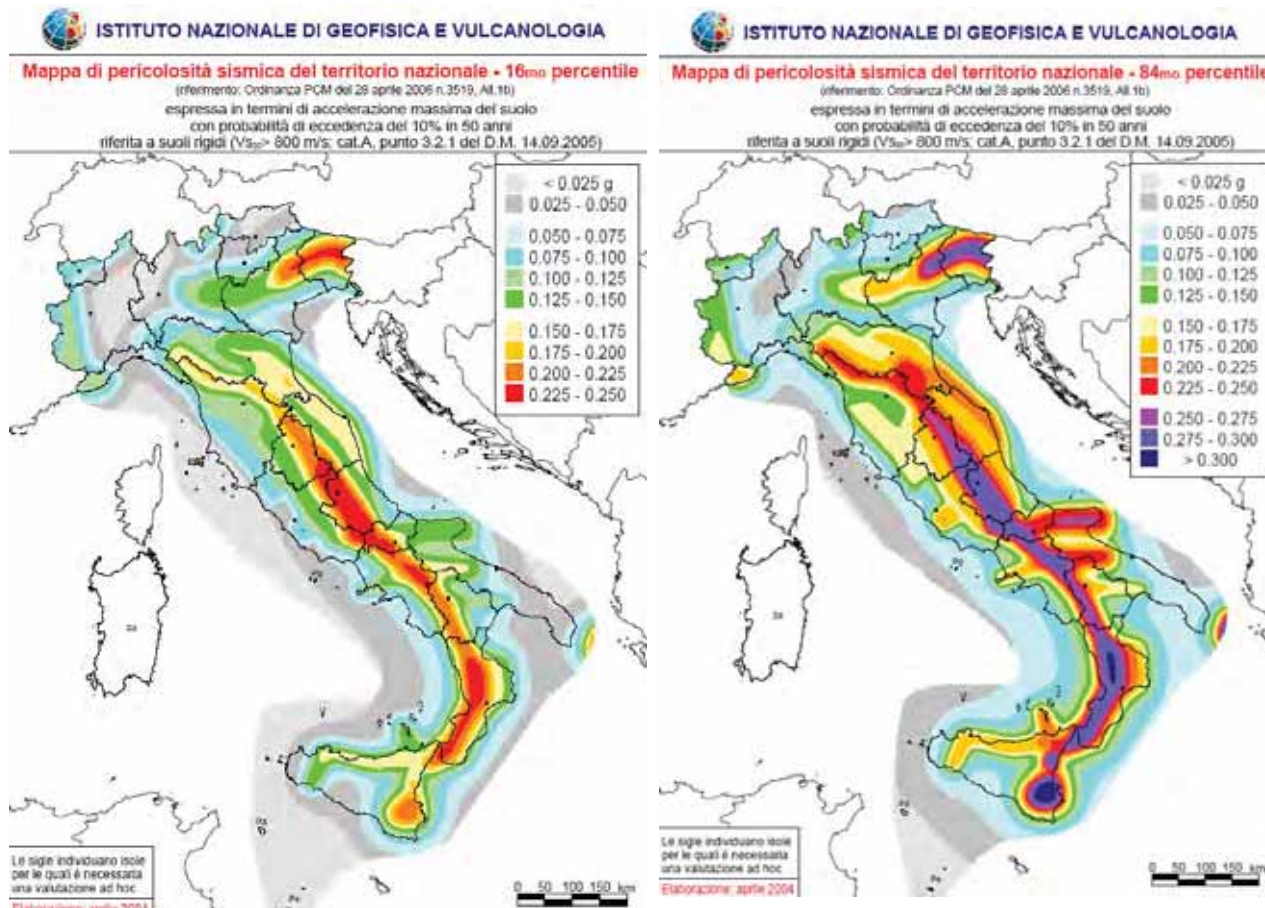 ISTITUTO NAZIONALE DI GEOFISICA E VULCANOLOGIA
Mappa di pericolosità sismica del territorio nazionale - 16mo percentile
(riferimento: Ordinanza PCM del 28 aprile 2006 n.3519, All.1b)
espressa in termini di accelerazione massima del suolo
con probabilità di eccedenza del 10% in 50 anni
riferita a suoli rigidi (Vs30> 800 m/s; cat.A, punto 3.2.1 del D.M. 14.09.2005)
< 0.025 g
0.025 - 0.050
0.050 - 0.075
0.075 - 0.100
0.100 - 0.125
0.125 - 0.150
0.150 - 0.175
0.175 - 0.200
0.200 - 0.225
0.225 - 0.250
Le sigle individuano isole
per le quali è necessaria
una valutazione ad hoc
Elaborazione: aprile 2004
0 50 100 150 km
ISTITUTO NAZIONALE DI GEOFISICA E VULCANOLOGIA
Mappa di pericolosità sismica del territorio nazionale - 84mo percentile
(riferimento: Ordinanza PCM del 28 aprile 2006 n.3519, All.1b)
espressa in termini di accelerazione massima del suolo
con probabilità di eccedenza del 10% in 50 anni
riferita a suoli rigidi (Vs30> 800 m/s; cat.A, punto 3.2.1 del D.M. 14.09.2005)
< 0.025 g
0.025 - 0.050
0.050 - 0.075
0.075 - 0.100
0.100 - 0.125
0.125 - 0.150
0.150 - 0.175
0.175 - 0.200
0.200 - 0.225
0.225 - 0.250
0.250 - 0.275
0.275 - 0.300
> 0.300
Le sigle individuano isole
per le quali è necessaria
una valutazione ad hoc
Elaborazione: aprile 2004
0 50 100 150 km